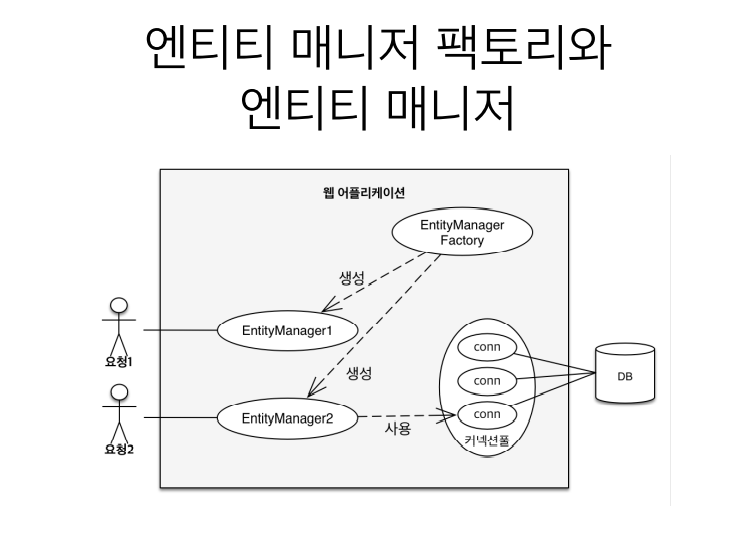 엔티티 매니저 팩토리와
엔티티 매니저
웹 어플리케이션
EntityManager
Factory
생성
요청1
EntityManager1
conn
생성
conn
DB
요청2
EntityManager2
사용
conn
커넥션풀